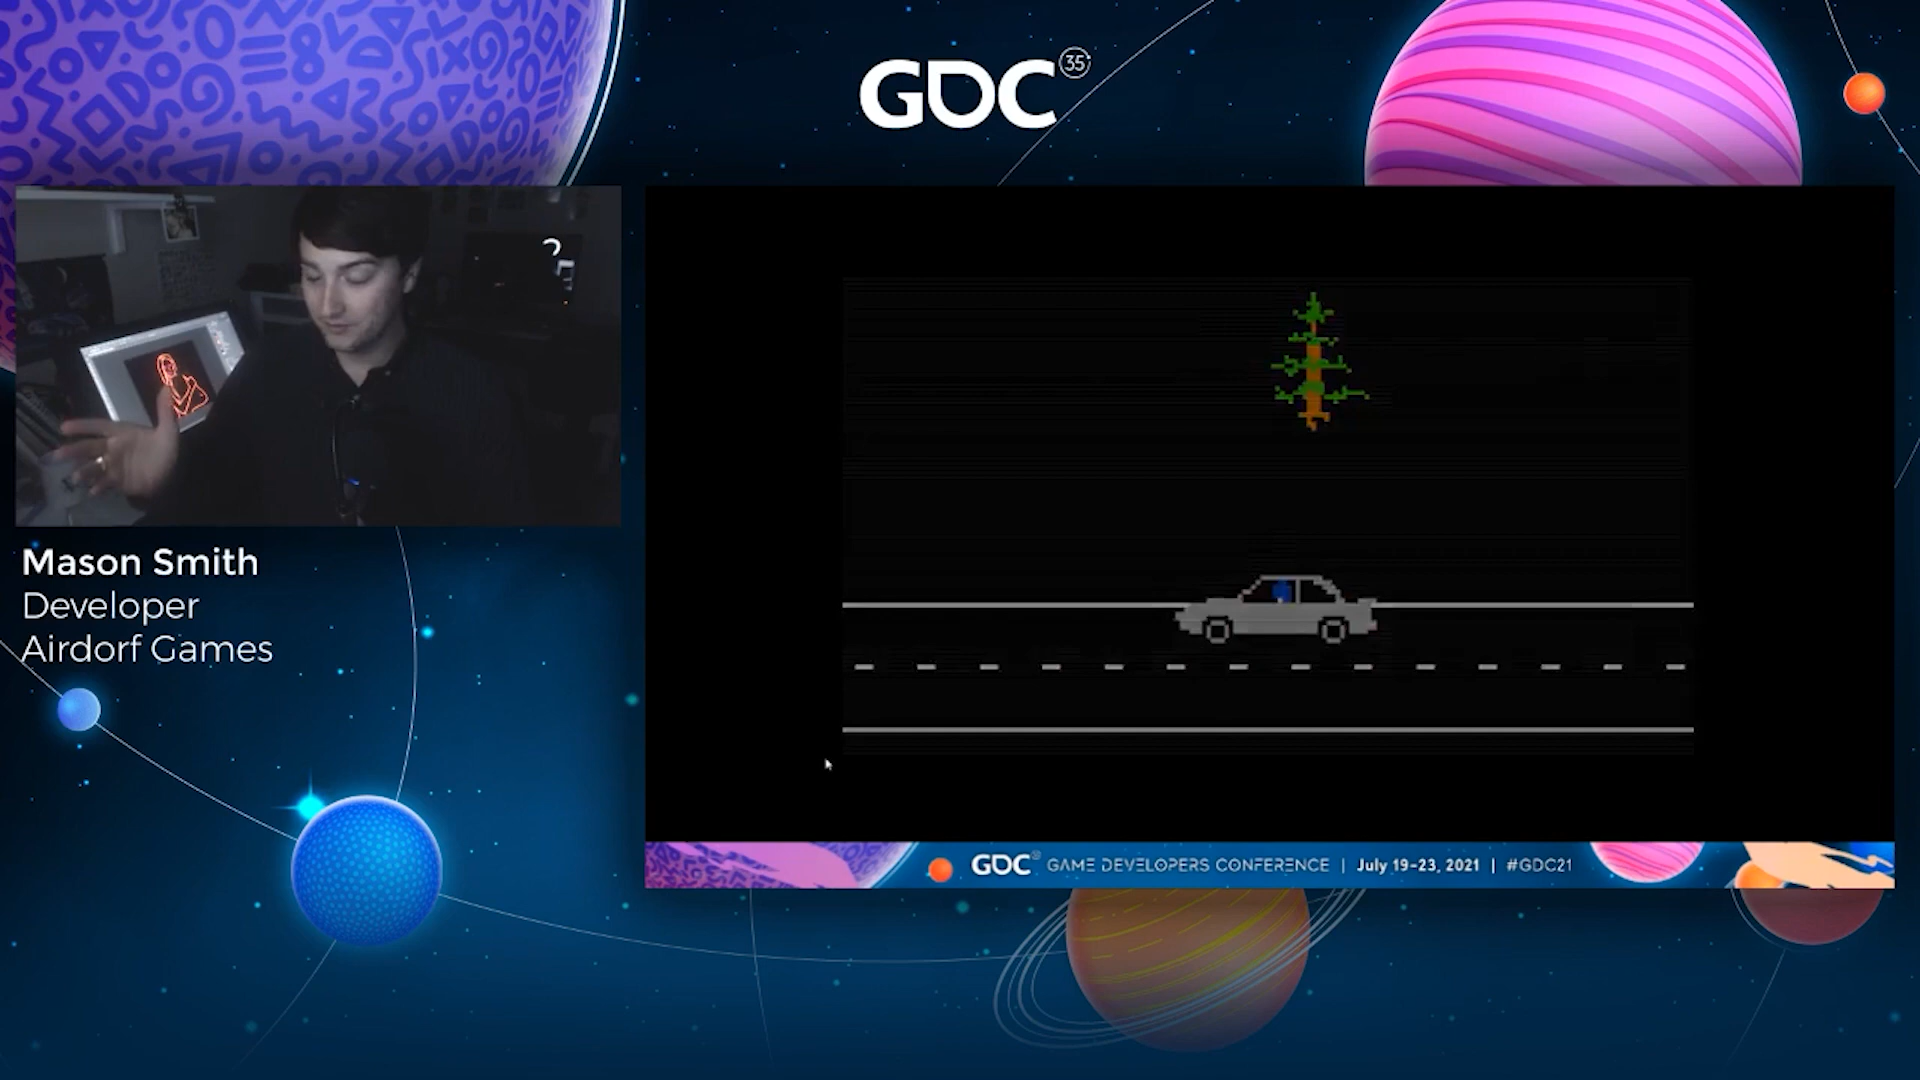 GDC 35
Mason Smith
Developer
Airdorf Games
GDC GAME DEVELOPERS CONFERENCE | July 19-23, 2021 | #GDC21